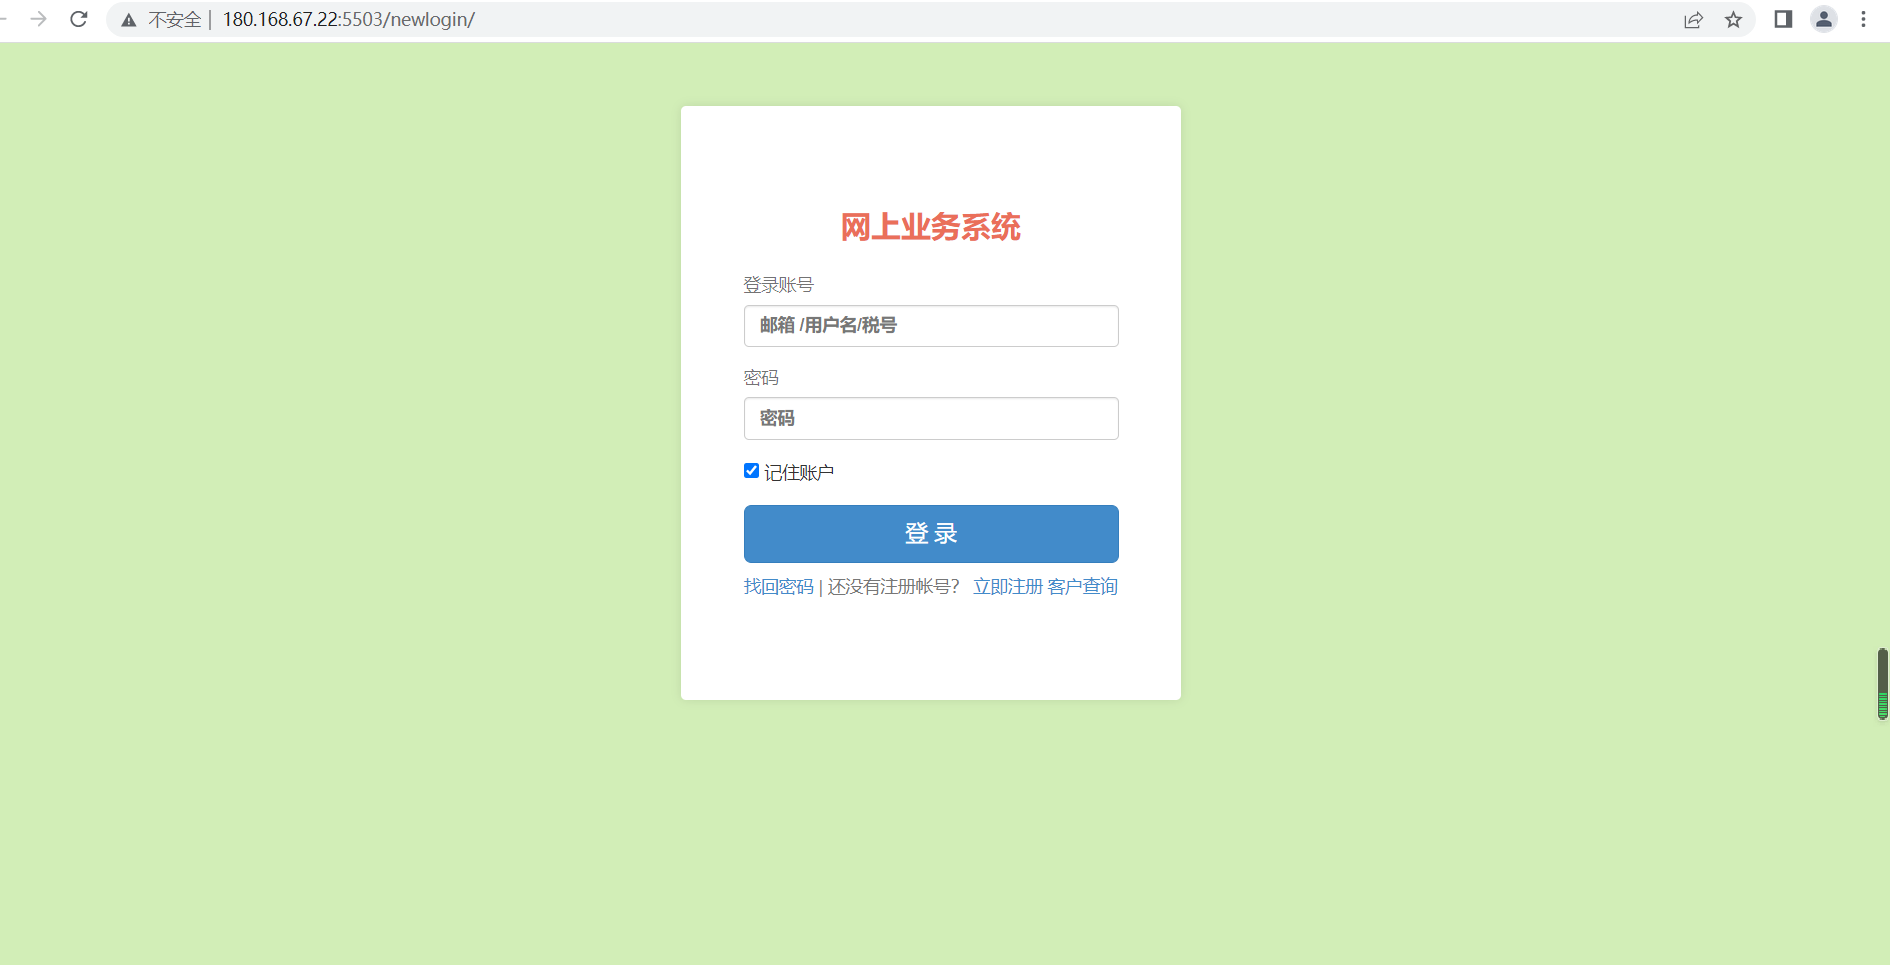 不安全 | 180.168.67.22:5503/newlogin/
网上业务系统
登录账号
邮箱 /用户名/税号
密码
密码
记住账户
登 录
找回密码 | 还没有注册帐号? 立即注册 客户查询